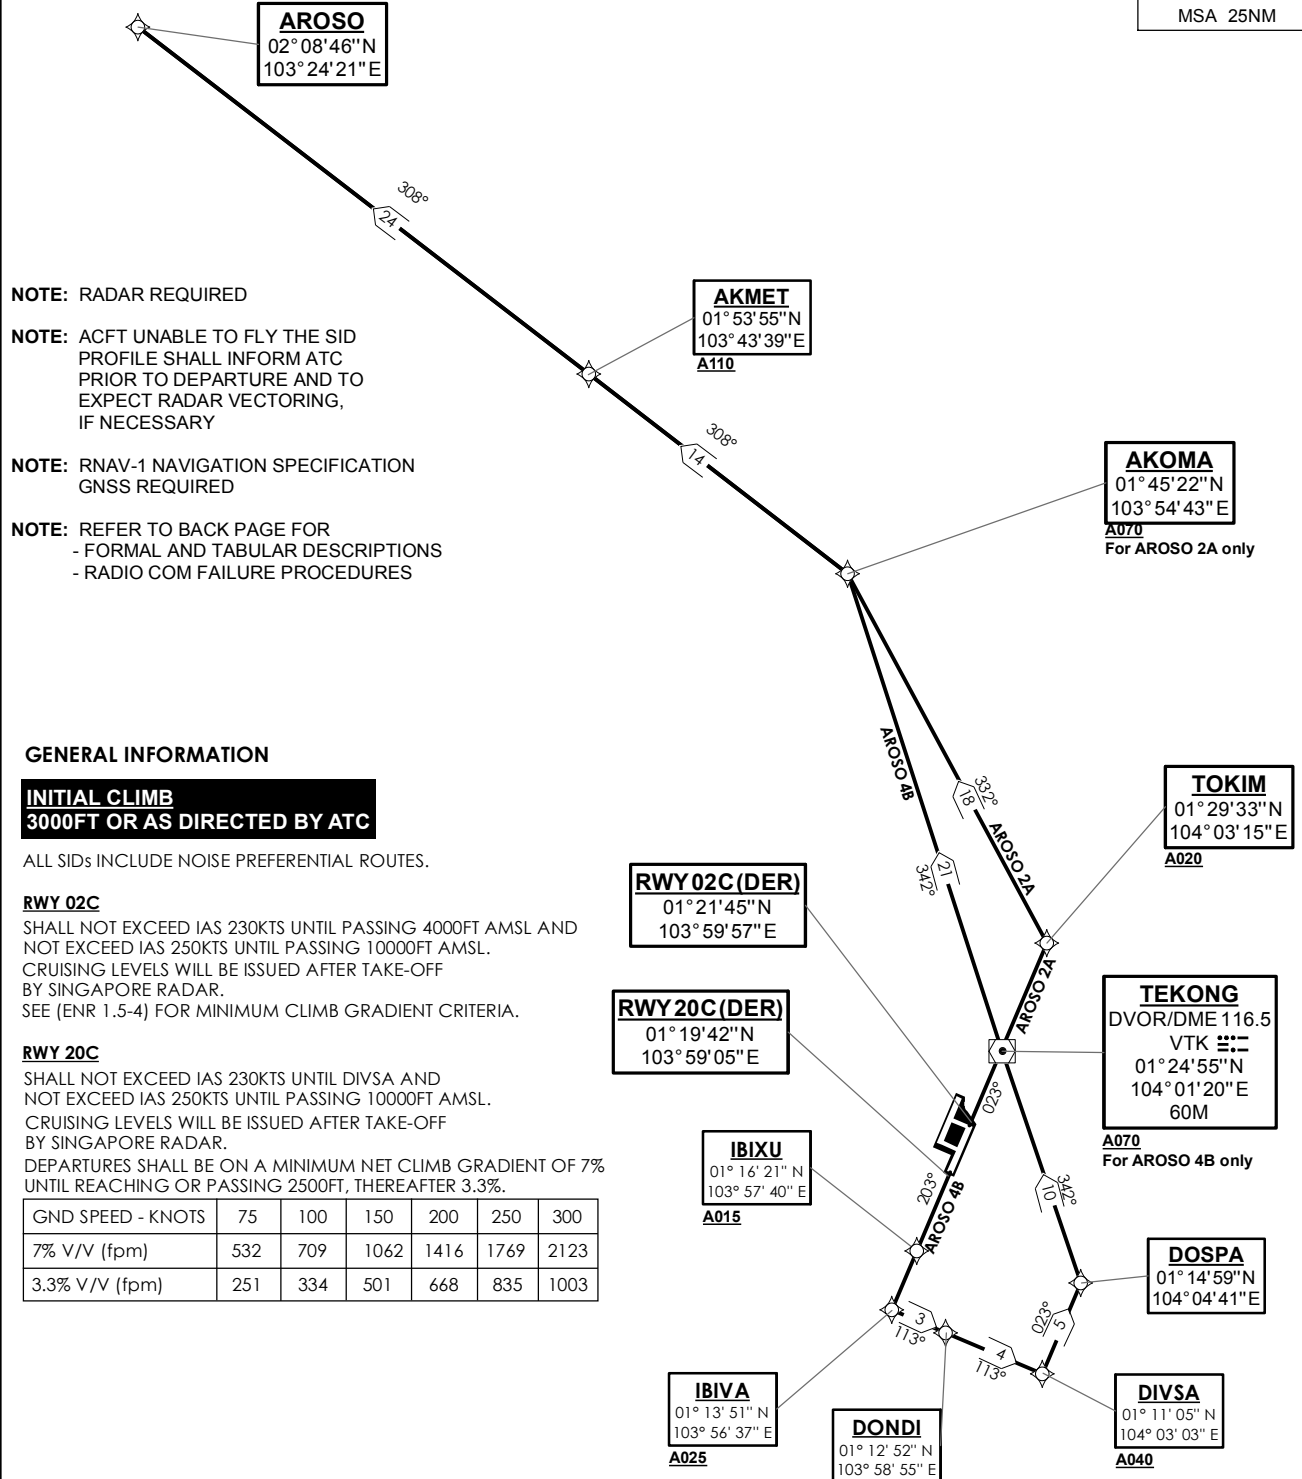 MSA 25NM
AROSO
02°08'46"N
103°24'21"E
308°
24
NOTE: RADAR REQUIRED
NOTE: ACFT UNABLE TO FLY THE SID
PROFILE SHALL INFORM ATC
PRIOR TO DEPARTURE AND TO
EXPECT RADAR VECTORING,
IF NECESSARY
NOTE: RNAV-1 NAVIGATION SPECIFICATION
GNSS REQUIRED
NOTE: REFER TO BACK PAGE FOR
- FORMAL AND TABULAR DESCRIPTIONS
- RADIO COM FAILURE PROCEDURES
AKMET
01°53'55"N
103°43'39"E
A110
308°
14
AKOMA
01°45'22"N
103°54'43"E
A070
For AROSO 2A only
AROSO 4B
332°
18
AROSO 2A
TOKIM
01°29'33"N
104°03'15"E
A020
21
342°
AROSO 2A
GENERAL INFORMATION
INITIAL CLIMB
3000FT OR AS DIRECTED BY ATC
ALL SIDs INCLUDE NOISE PREFERENTIAL ROUTES.
RWY 02C
SHALL NOT EXCEED IAS 230KTS UNTIL PASSING 4000FT AMSL AND
NOT EXCEED IAS 250KTS UNTIL PASSING 10000FT AMSL.
CRUISING LEVELS WILL BE ISSUED AFTER TAKE-OFF
BY SINGAPORE RADAR.
SEE (ENR 1.5-4) FOR MINIMUM CLIMB GRADIENT CRITERIA.
RWY 20C
SHALL NOT EXCEED IAS 230KTS UNTIL DIVSA AND
NOT EXCEED IAS 250KTS UNTIL PASSING 10000FT AMSL.
CRUISING LEVELS WILL BE ISSUED AFTER TAKE-OFF
BY SINGAPORE RADAR.
DEPARTURES SHALL BE ON A MINIMUM NET CLIMB GRADIENT OF 7%
UNTIL REACHING OR PASSING 2500FT, THEREAFTER 3.3%.
GND SPEED - KNOTS 75 100 150 200 250 300
7% V/V (fpm) 532 709 1062 1416 1769 2123
3.3% V/V (fpm) 251 334 501 668 835 1003
RWY 02C(DER)
01°21'45"N
103°59'57"E
RWY 20C(DER)
01°19'42"N
103°59'05"E
TEKONG
DVOR/DME 116.5
VTK
01°24'55"N
104°01'20"E
60M
A070
For AROSO 4B only
023°
IBIXU
01° 16' 21" N
103° 57' 40" E
A015
203°
AROSO 4B
342°
10
DOSPA
01°14'59"N
104°04'41"E
3
113°
4
113°
023°
5
IBIVA
01° 13' 51" N
103° 56' 37" E
A025
DONDI
01° 12' 52" N
103° 58' 55" E
DIVSA
01° 11' 05" N
104° 03' 03" E
A040